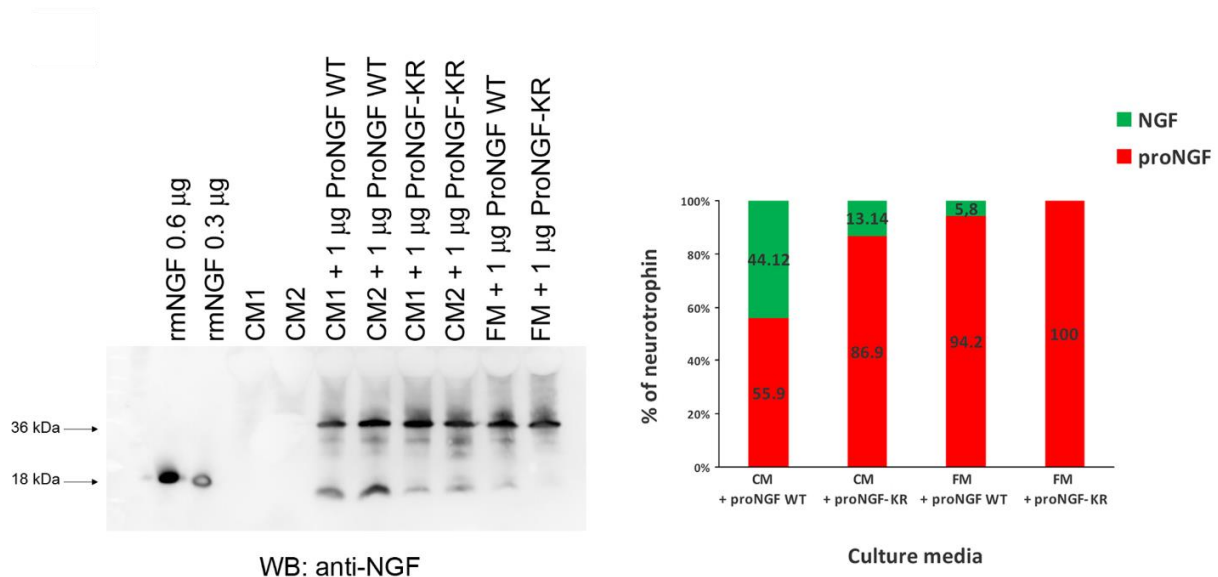 rmNGF 0.6 μg
rmNGF 0.3 μg
CM1
CM2
CM1 + 1 μg ProNGF WT
CM2 + 1 μg ProNGF WT
CM1 + 1 μg ProNGF-KR
CM2 + 1 μg ProNGF-KR
FM + 1 μg ProNGF WT
FM + 1 μg ProNGF-KR
36 kDa
18 kDa
WB: anti-NGF
NGF
proNGF
% of neurotrophin
100%
80%
60%
40%
20%
0%
44.12
55.9
13.14
86.9
5,8
94.2
100
CM
+ proNGF WT
CM
+ proNGF-KR
FM
+ proNGF WT
FM
+ proNGF-KR
Culture media